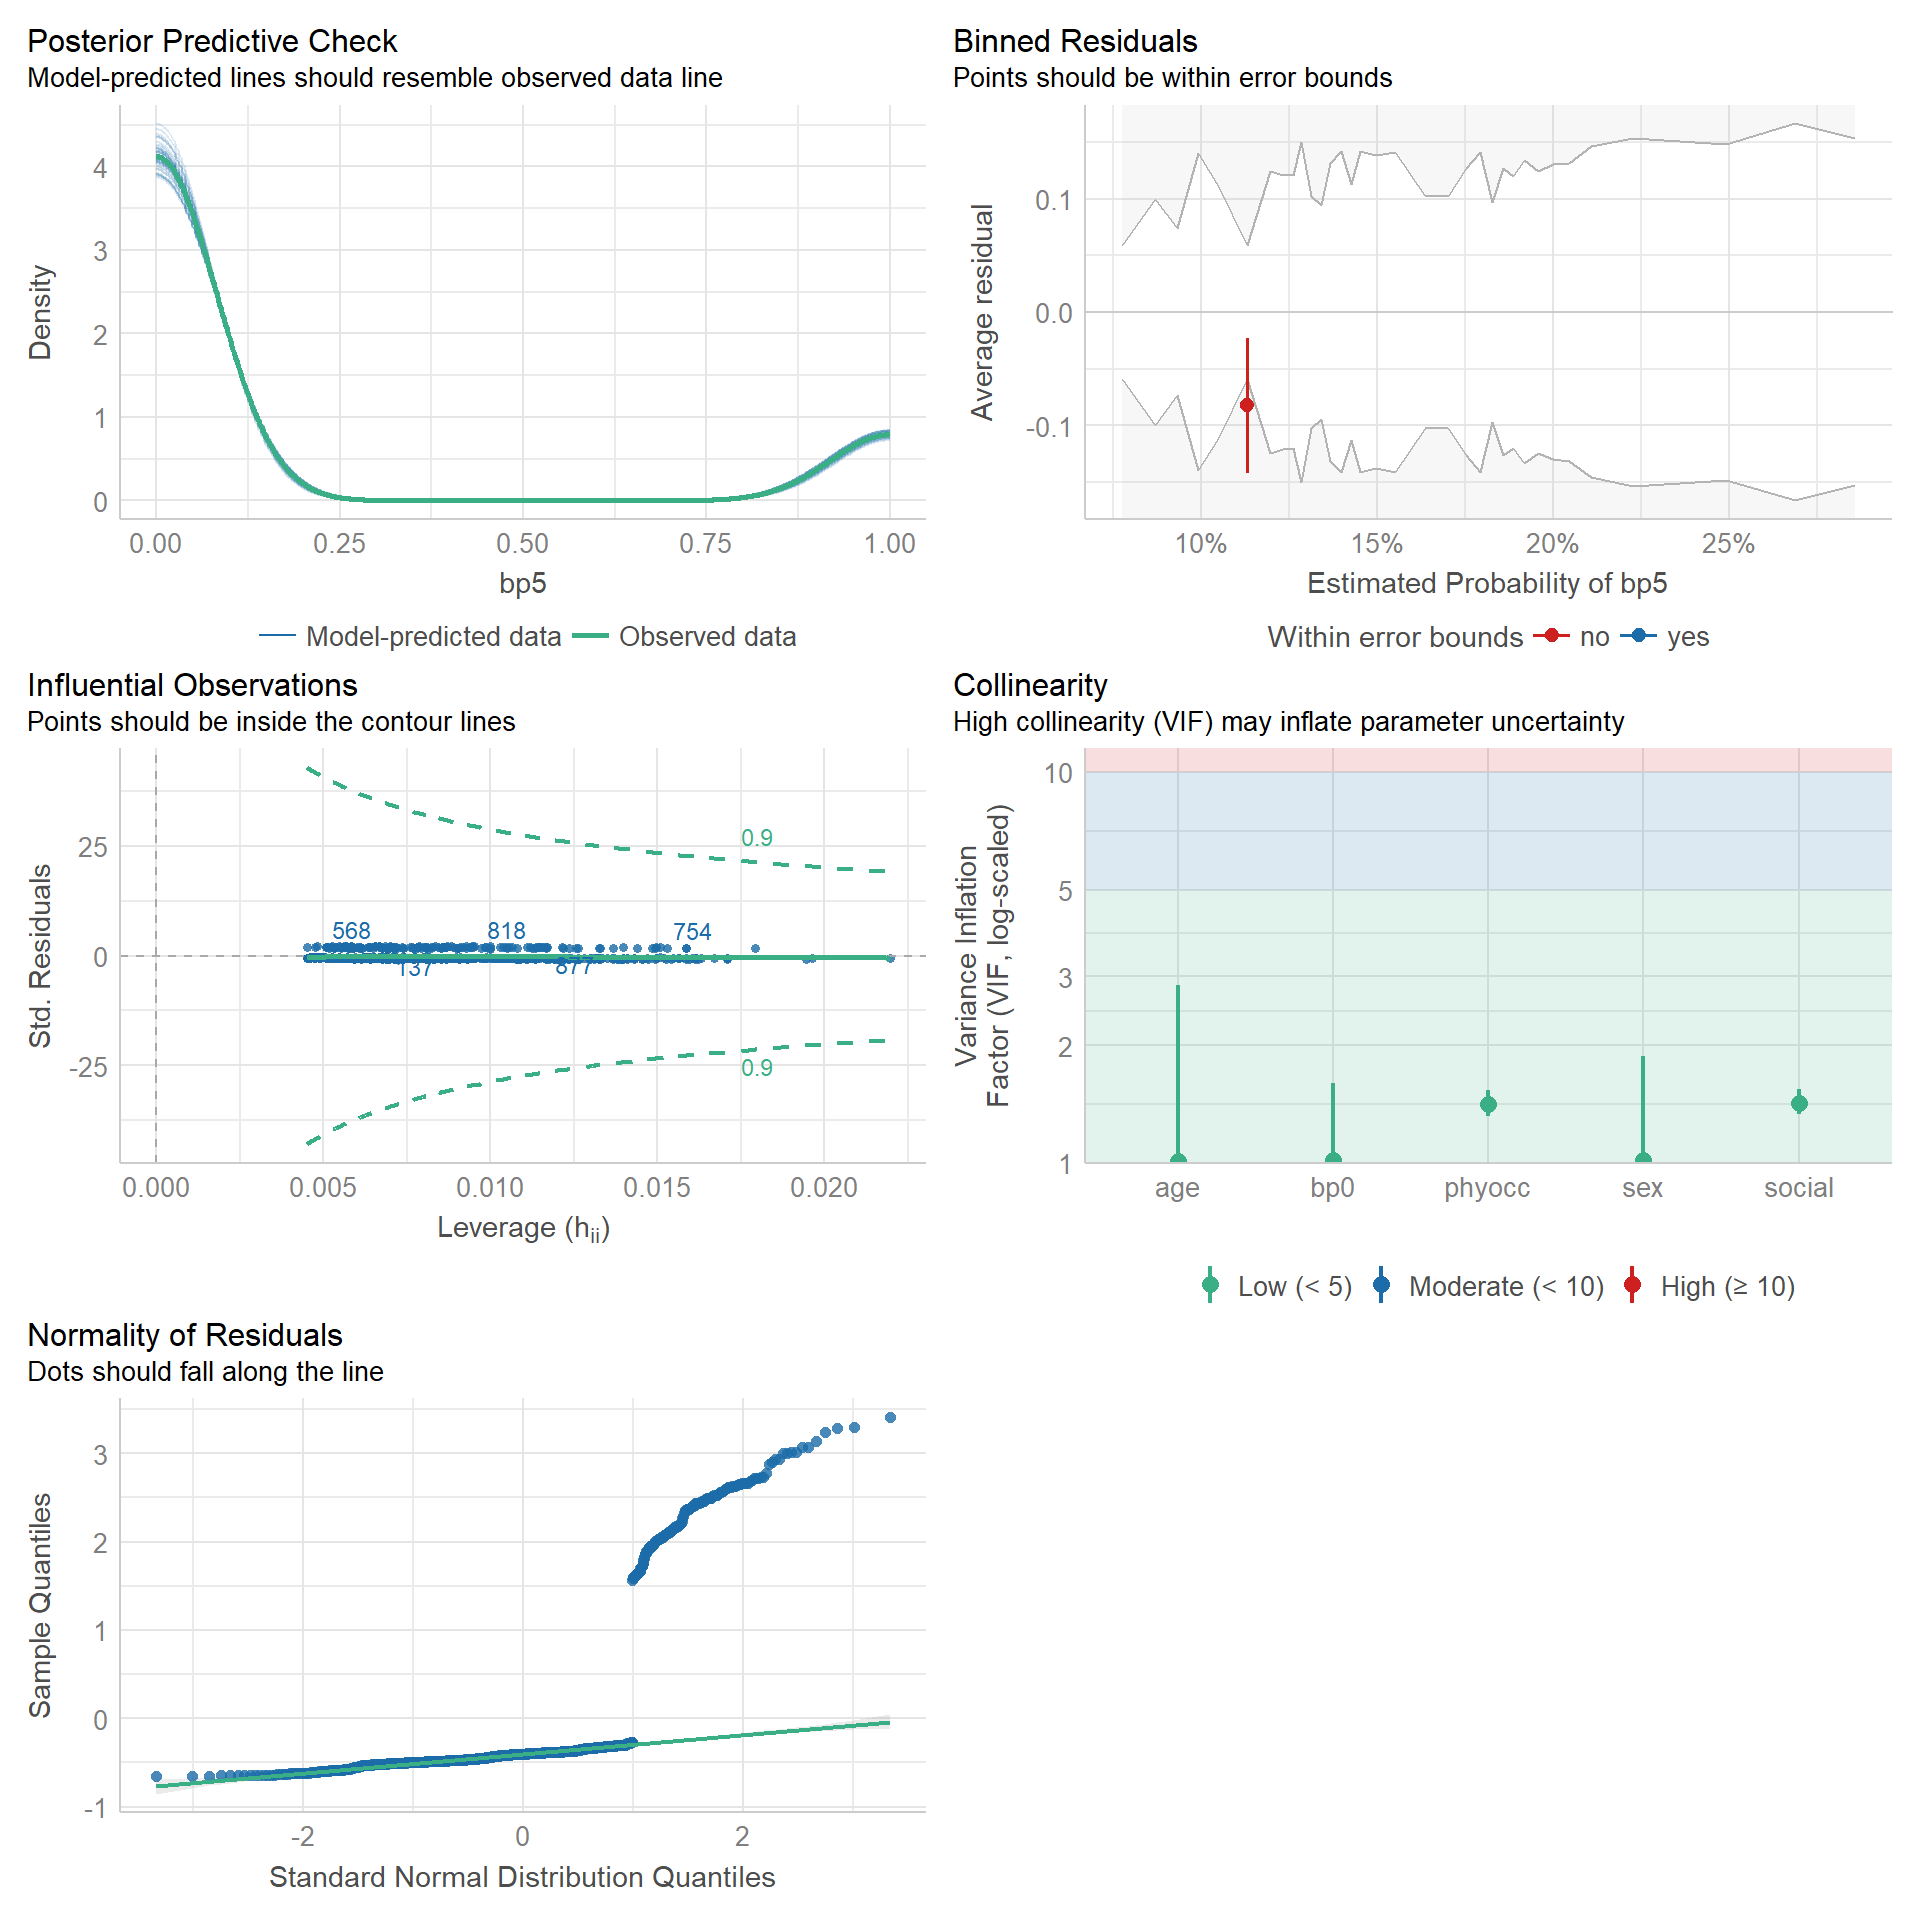 Posterior Predictive Check
Model-predicted lines should resemble observed data line
4
3
2
1
0
Density
0.00 0.25 0.50 0.75 1.00
bp5
Model-predicted data Observed data
Binned Residuals
Points should be within error bounds
0.1
0.0
-0.1
Average residual
10% 15% 20% 25%
Estimated Probability of bp5
Within error bounds no yes
Influential Observations
Points should be inside the contour lines
25
0
-25
Std. Residuals
0.9
568 818 754
137 877
0.9
0.000 0.005 0.010 0.015 0.020
Leverage (hii)
Collinearity
High collinearity (VIF) may inflate parameter uncertainty
10
5
3
2
1
Variance Inflation
Factor (VIF, log-scaled)
age bp0 phyocc sex social
Low (< 5) Moderate (< 10) High (≥ 10)
Normality of Residuals
Dots should fall along the line
3
2
1
0
-1
Sample Quantiles
-2 0 2
Standard Normal Distribution Quantiles